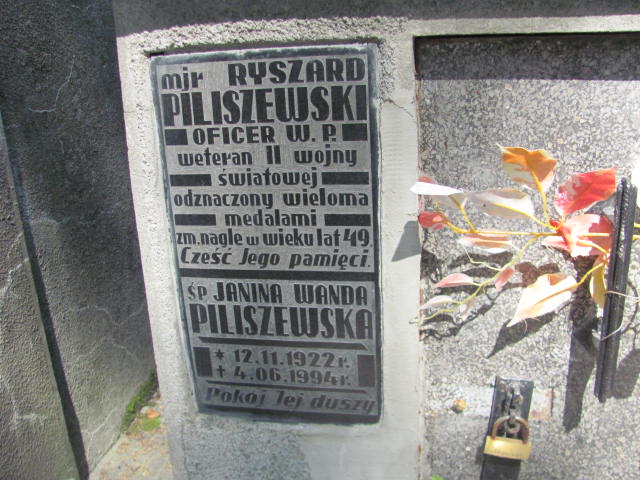 mjr RYSZARD
PILISZEWSKI
OFICER W. P.
weteran II wojny
światowej
odznaczony wieloma
medalami
zm. nagle w wieku lat 49.
Cześć Jego pamięci.
ŚP JANINA WANDA
PILISZEWSKA
* 12.11.1922 r.
+ 4.06.1994 r.
Pokój Jej duszy